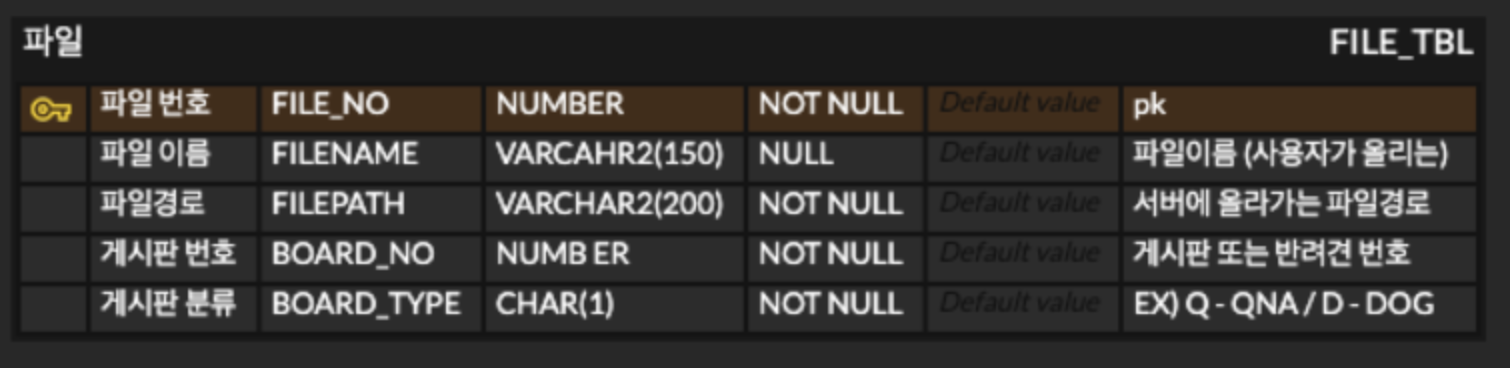 파일 FILE_TBL
파일 번호 FILE_NO NUMBER NOT NULL Default value pk
파일 이름 FILENAME VARCAHR2(150) NULL Default value 파일이름 (사용자가 올리는)
파일경로 FILEPATH VARCHAR2(200) NOT NULL Default value 서버에 올라가는 파일경로
게시판 번호 BOARD_NO NUMB ER NOT NULL Default value 게시판 또는 반려견 번호
게시판 분류 BOARD_TYPE CHAR(1) NOT NULL Default value EX) Q - QNA / D - DOG